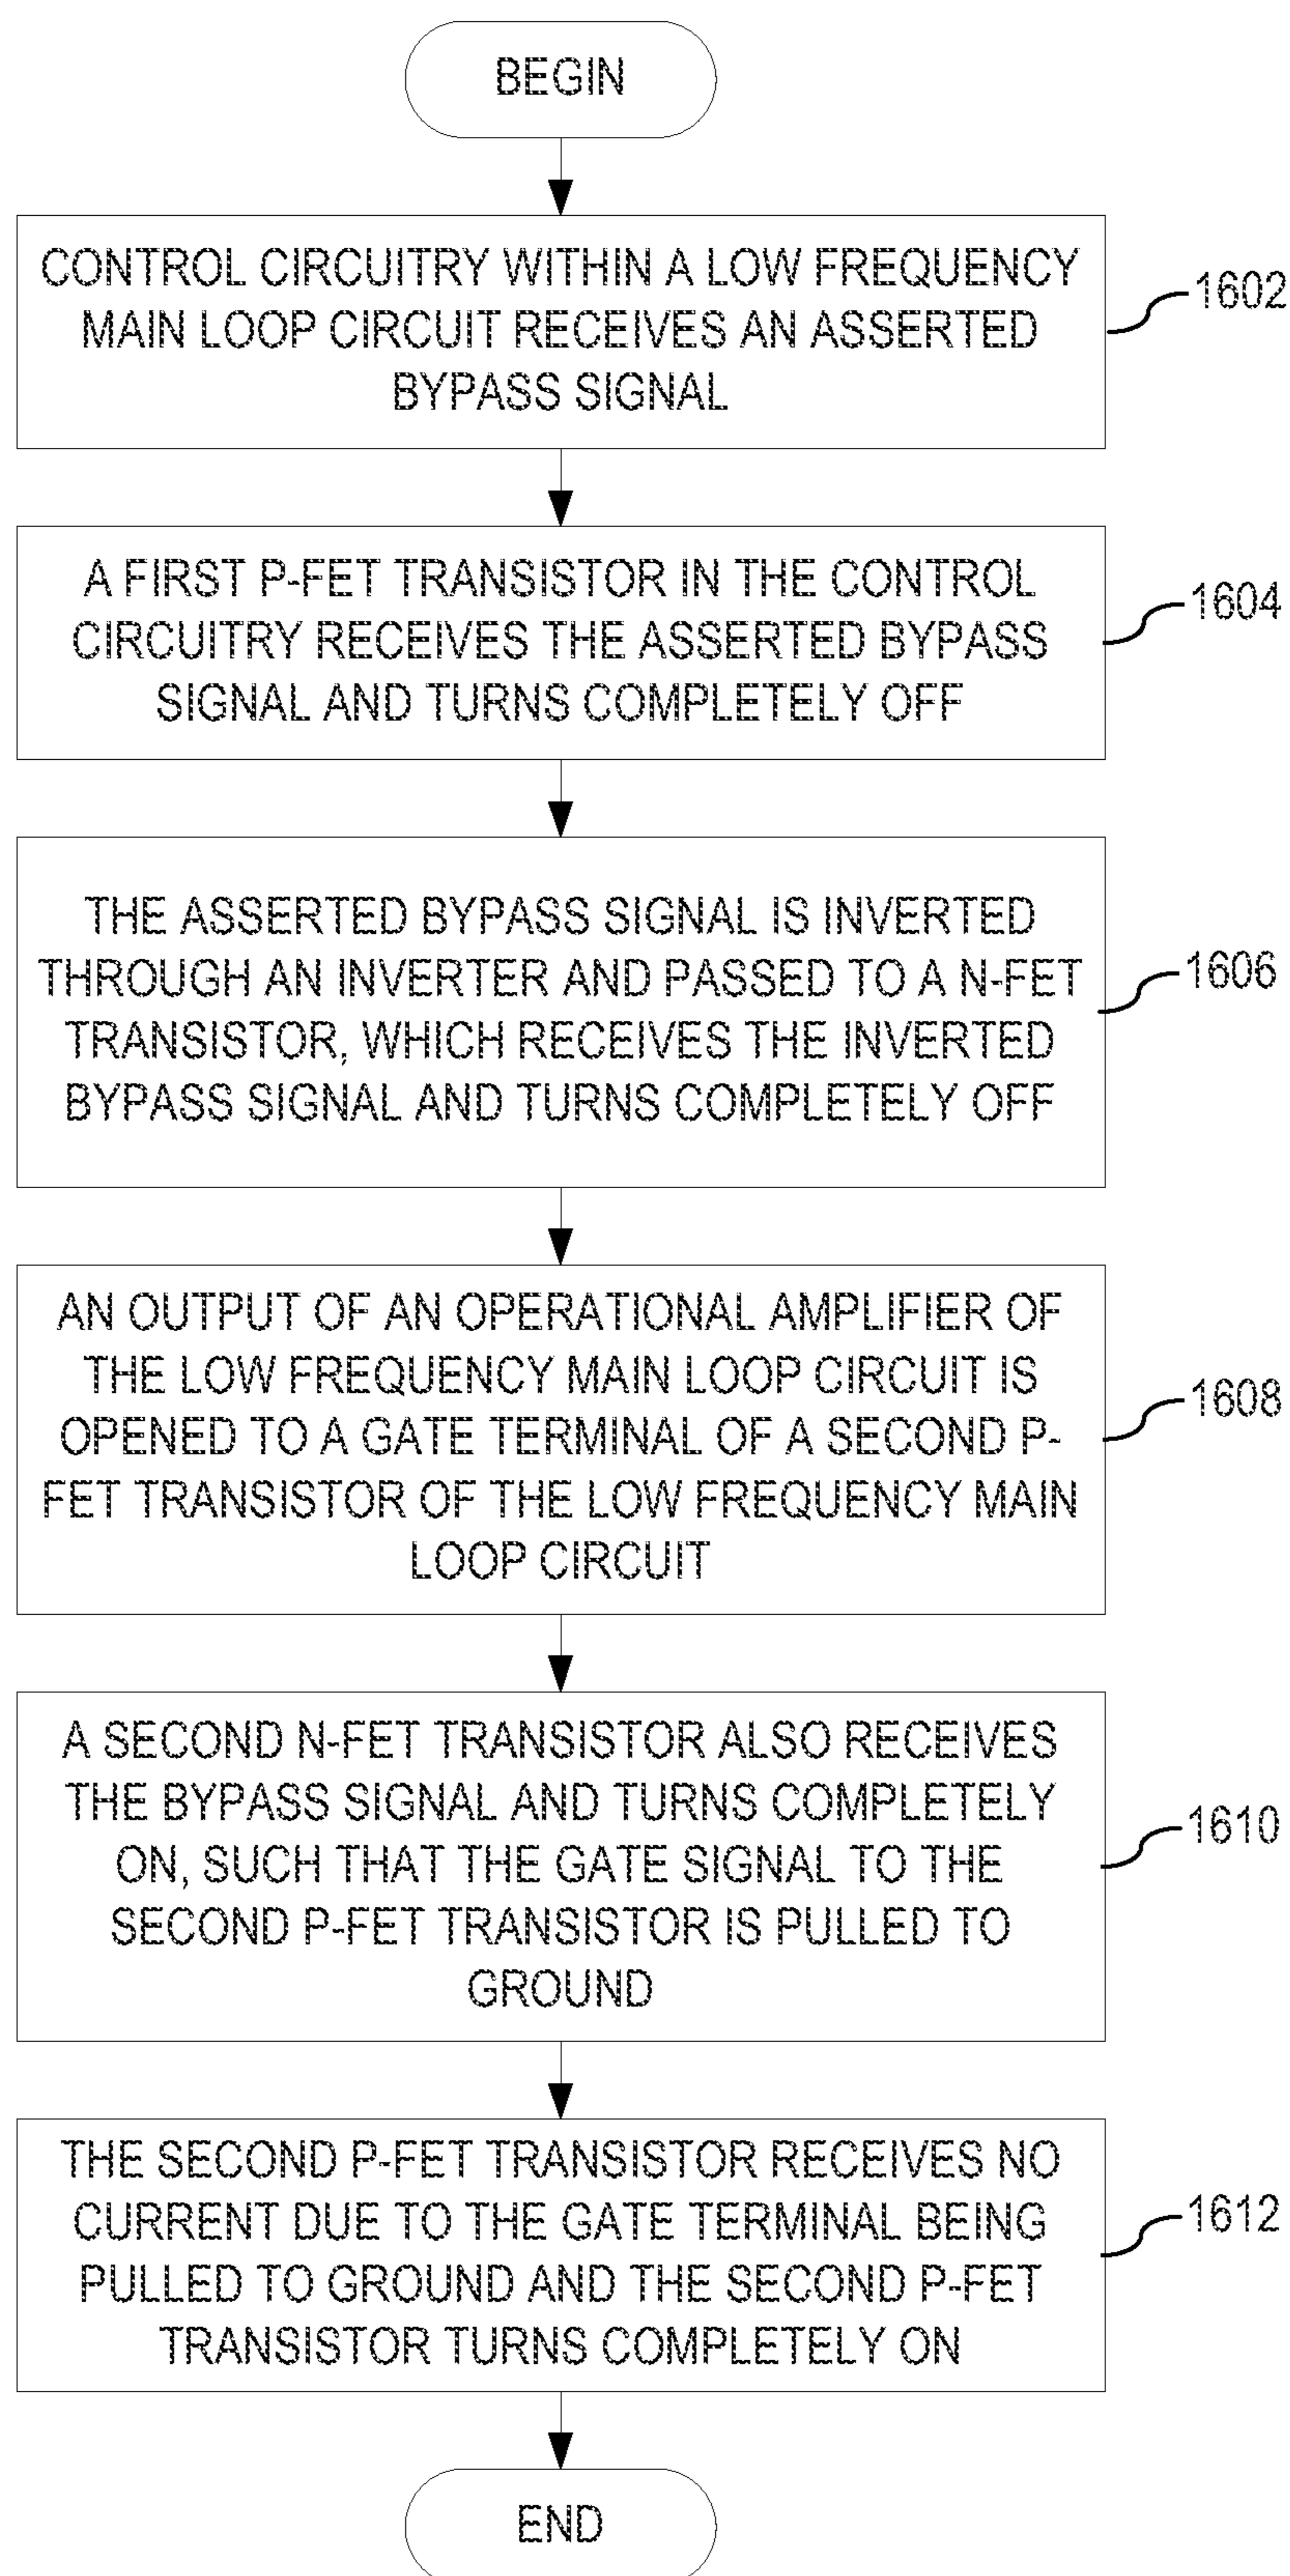 BEGIN
CONTROL CIRCUITRY WITHIN A LOW FREQUENCY
MAIN LOOP CIRCUIT RECEIVES AN ASSERTED
BYPASS SIGNAL
1602
A FIRST P-FET TRANSISTOR IN THE CONTROL
CIRCUITRY RECEIVES THE ASSERTED BYPASS
SIGNAL AND TURNS COMPLETELY OFF
1604
THE ASSERTED BYPASS SIGNAL IS INVERTED
THROUGH AN INVERTER AND PASSED TO A N-FET
TRANSISTOR, WHICH RECEIVES THE INVERTED
BYPASS SIGNAL AND TURNS COMPLETELY OFF
1606
AN OUTPUT OF AN OPERATIONAL AMPLIFIER OF
THE LOW FREQUENCY MAIN LOOP CIRCUIT IS
OPENED TO A GATE TERMINAL OF A SECOND P-
FET TRANSISTOR OF THE LOW FREQUENCY MAIN
LOOP CIRCUIT
1608
A SECOND N-FET TRANSISTOR ALSO RECEIVES
THE BYPASS SIGNAL AND TURNS COMPLETELY
ON, SUCH THAT THE GATE SIGNAL TO THE
SECOND P-FET TRANSISTOR IS PULLED TO
GROUND
1610
THE SECOND P-FET TRANSISTOR RECEIVES NO
CURRENT DUE TO THE GATE TERMINAL BEING
PULLED TO GROUND AND THE SECOND P-FET
TRANSISTOR TURNS COMPLETELY ON
1612
END